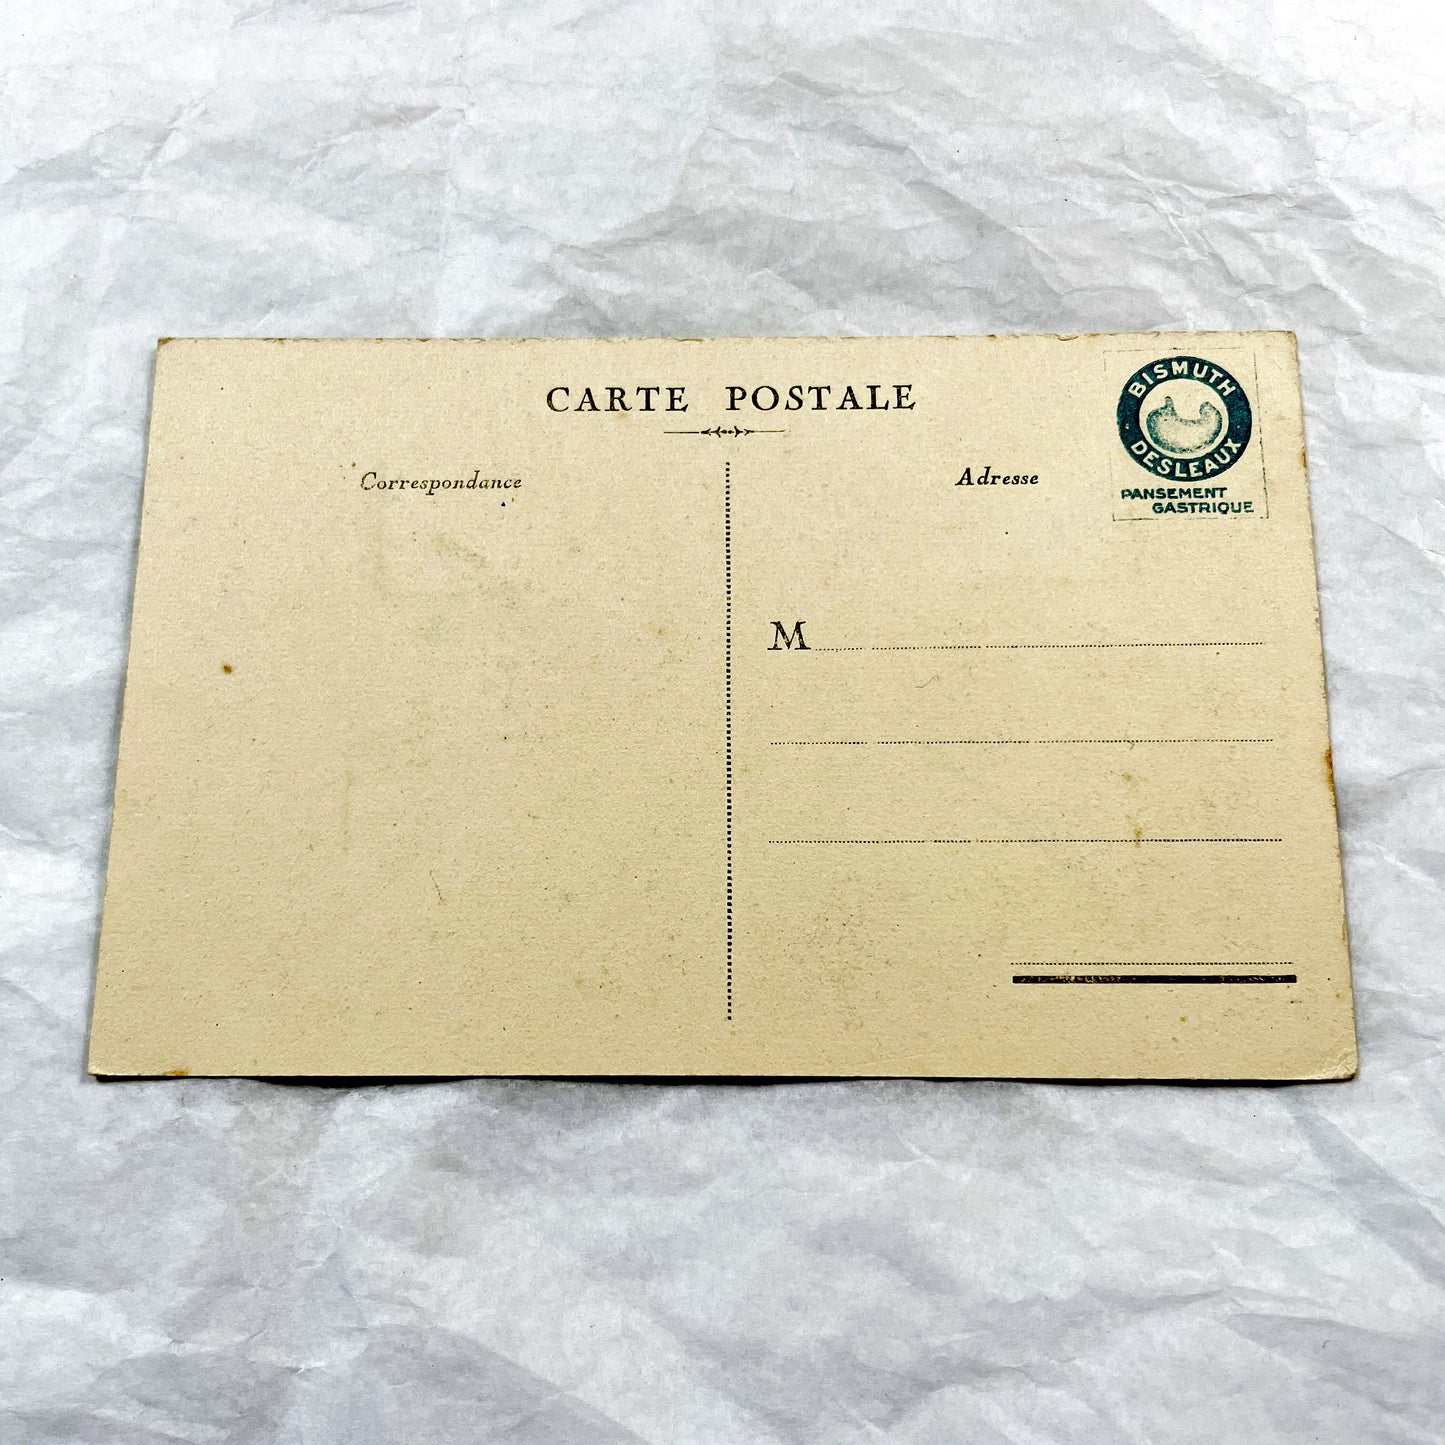 CARTE POSTALE
Correspondance
Adresse
BISMUTH
DESLEAUX
PANSEMENT
GASTRIQUE
M